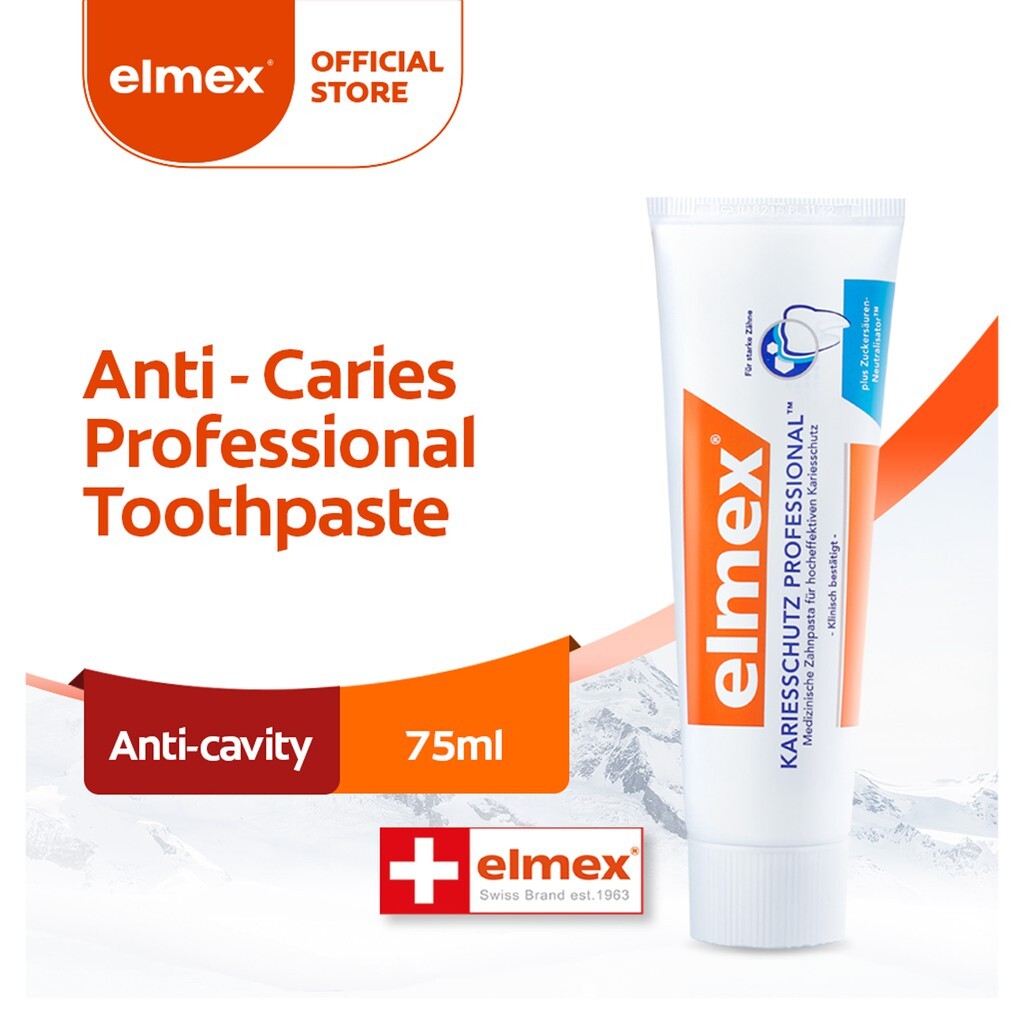 elmex®
OFFICIAL
STORE
Anti - Caries
Professional
Toothpaste
Anti-cavity
75ml
elmex®
Swiss Brand est.1963
plus Zuckersäuren-
Neutralisator™
Für starke Zähne
elmex®
KARIESSCHUTZ PROFESSIONAL™
Medizinische Zahnpasta für hocheffektiven Kariesschutz
- Klinisch bestätigt -